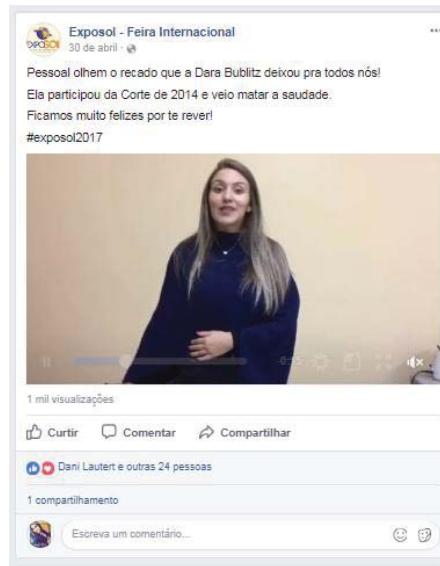 Exposol - Feira Internacional
30 de abril ·
Pessoal olhem o recado que a Dara Bublitz deixou pra todos nós!
Ela participou da Corte de 2014 e veio matar a saudade.
Ficamos muito felizes por te rever!
#exposol2017
1 mil visualizações
Curtir Comentar Compartilhar
Dani Lautert e outras 24 pessoas
1 compartilhamento
Escreva um comentário...